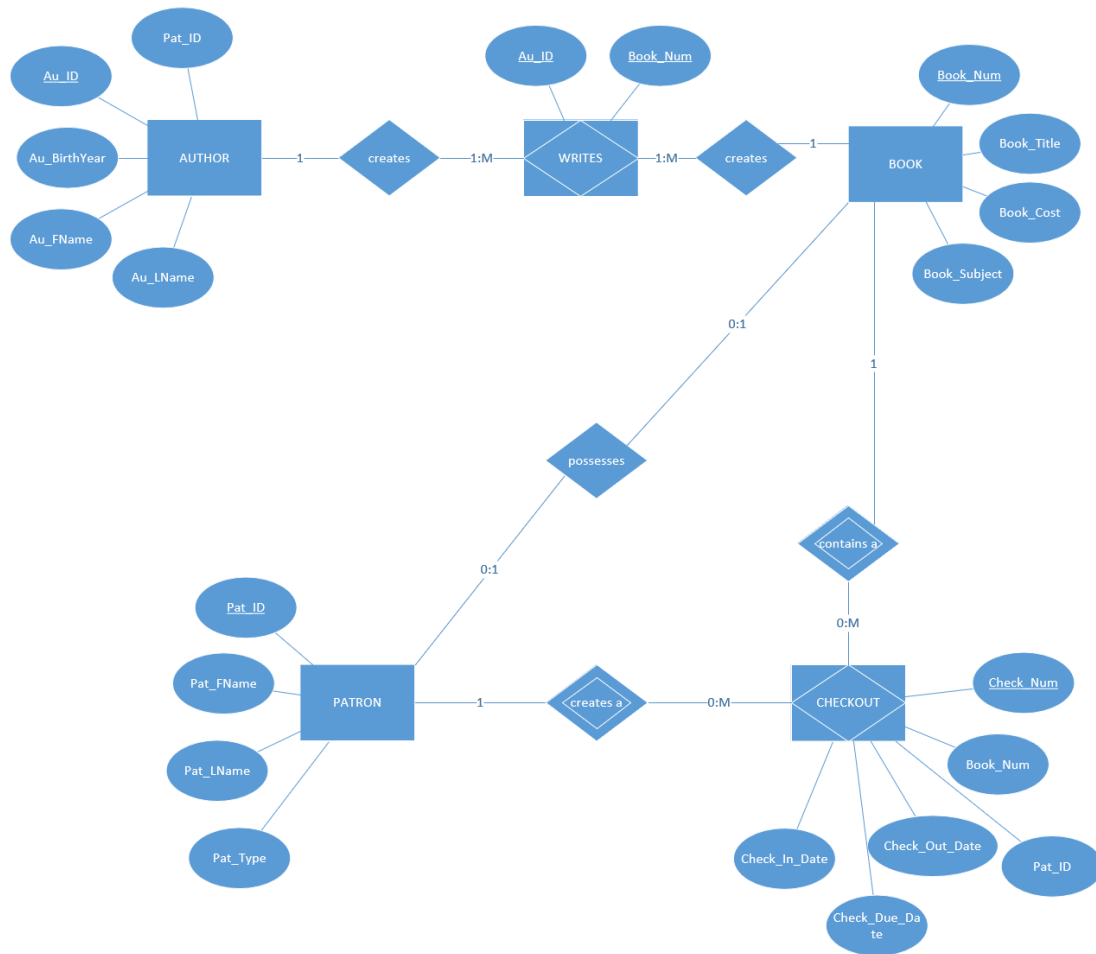 Pat_ID
Au_ID
Au_BirthYear
Au_FName
Au_LName
AUTHOR
1
creates
1:M
Au_ID
Book_Num
WRITES
1:M
creates
1
Book_Num
Book_Title
Book_Cost
Book_Subject
BOOK
0:1
possesses
0:1
1
contains a
0:M
Pat_ID
Pat_FName
Pat_LName
Pat_Type
PATRON
1
creates a
0:M
CHECKOUT
Check_Num
Book_Num
Pat_ID
Check_Out_Date
Check_Due_Da
te
Check_In_Date